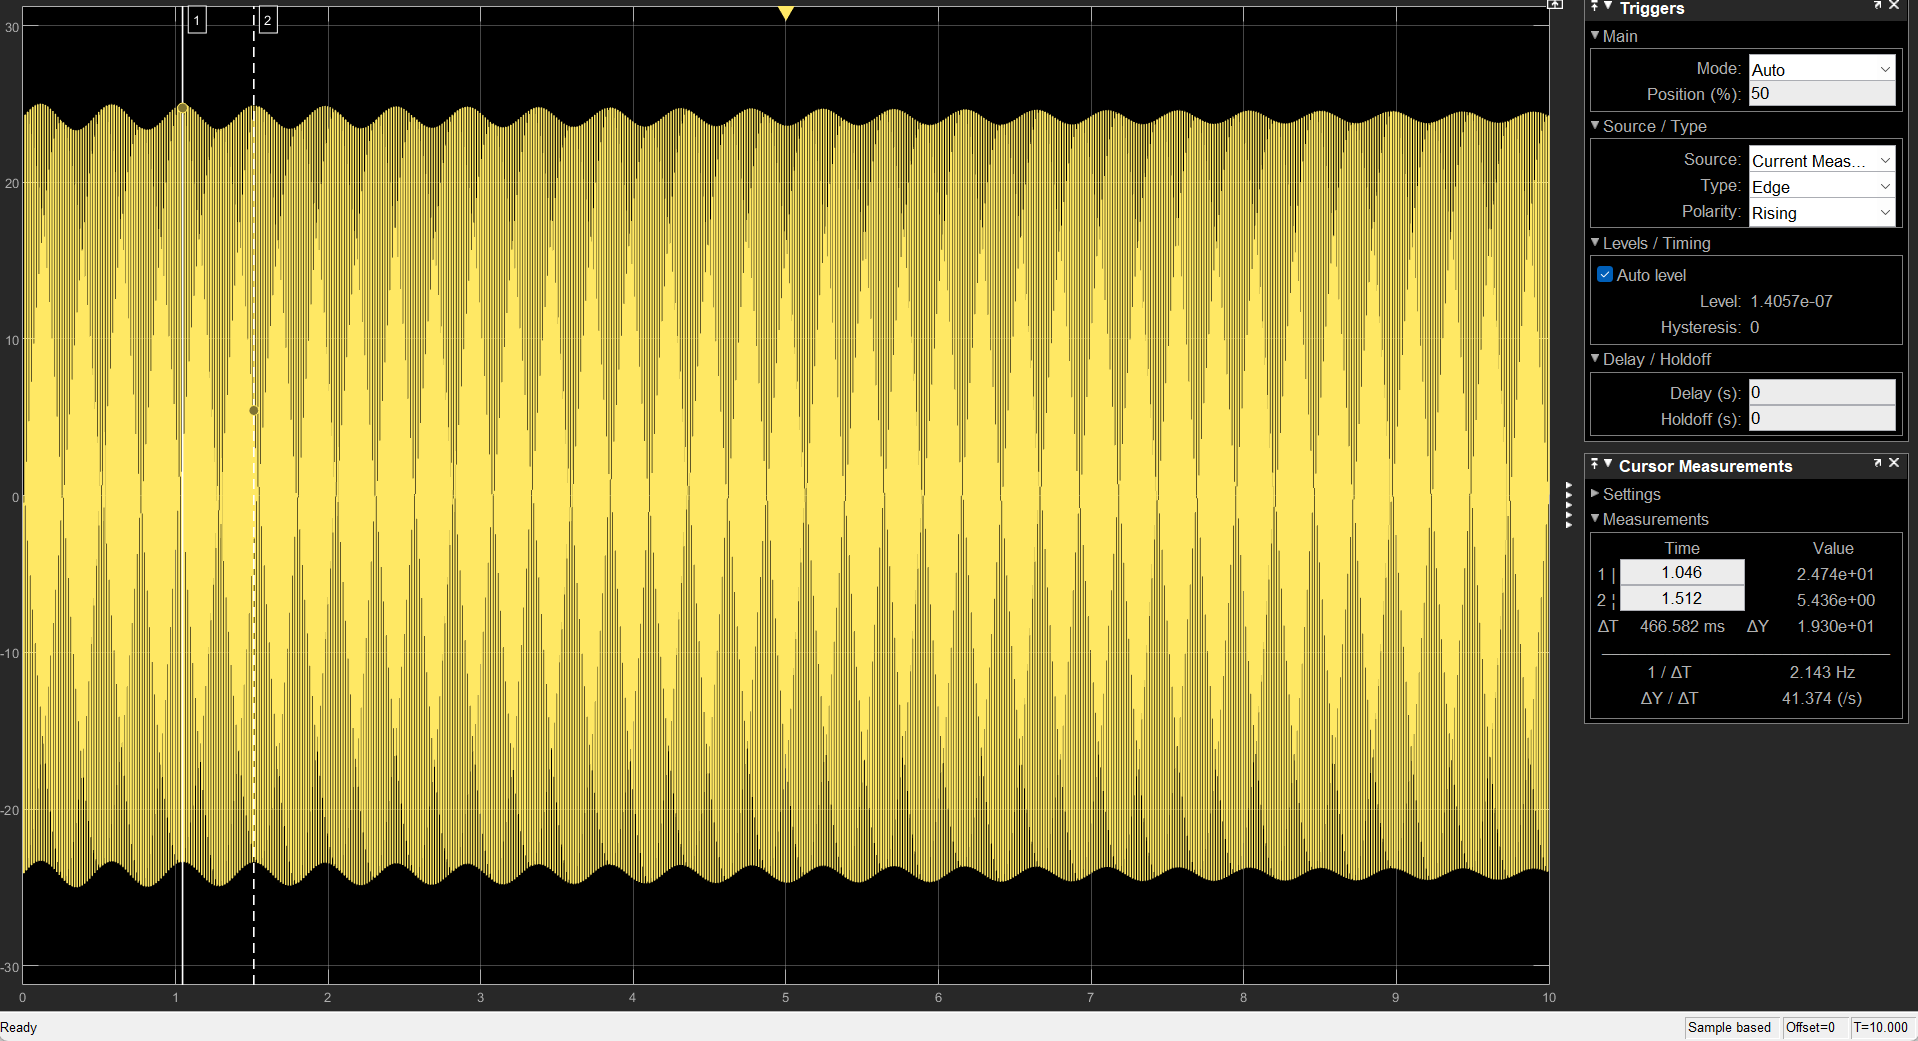 1
2
30
20
10
0
-10
-20
-30
0 1 2 3 4 5 6 7 8 9 10
Triggers
Main
Mode: Auto
Position (%): 50
Source / Type
Source: Current Meas...
Type: Edge
Polarity: Rising
Levels / Timing
Auto level
Level: 1.4057e-07
Hysteresis: 0
Delay / Holdoff
Delay (s): 0
Holdoff (s): 0
Cursor Measurements
Settings
Measurements
Time Value
1 | 1.046 2.474e+01
2 ¦ 1.512 5.436e+00
ΔT 466.582 ms ΔY 1.930e+01
1 / ΔT 2.143 Hz
ΔY / ΔT 41.374 (/s)
Ready
Sample based Offset=0 T=10.000